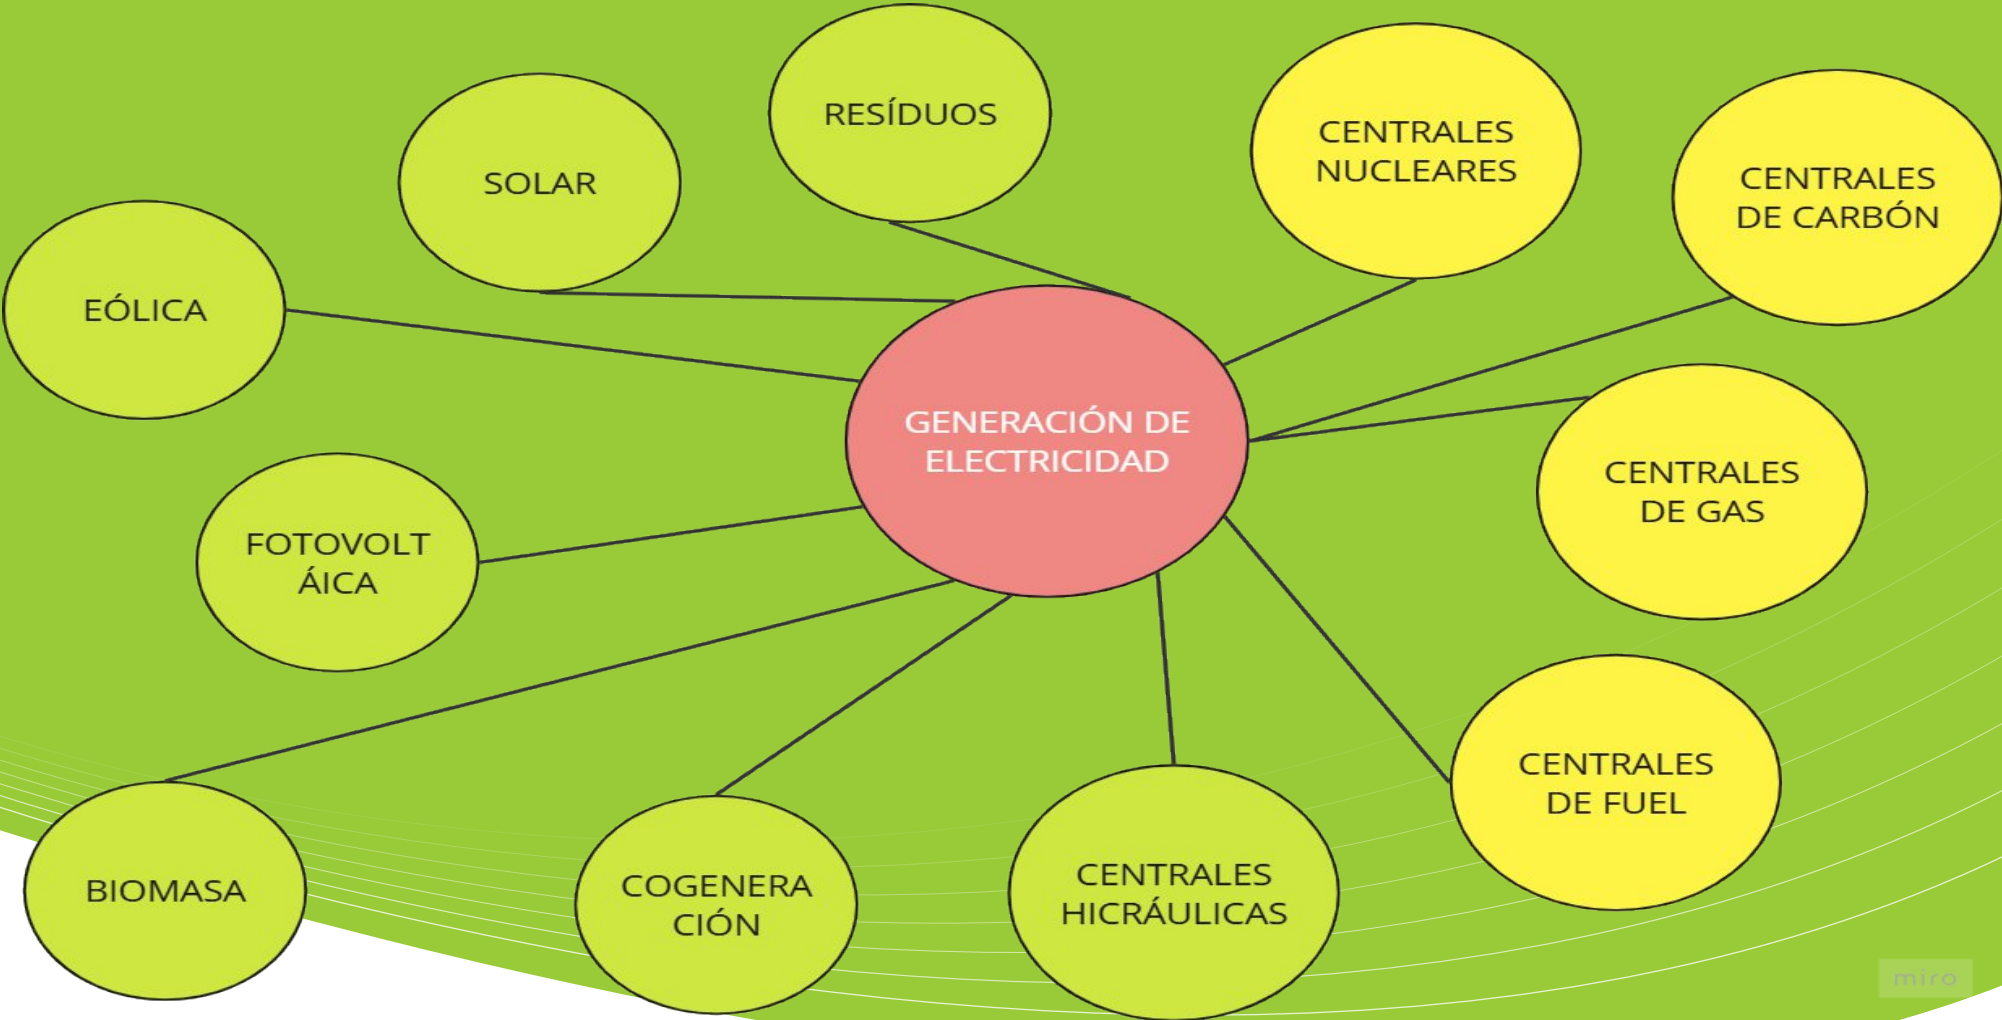 RESÍDUOS
SOLAR
EÓLICA
CENTRALES
NUCLEARES
CENTRALES
DE CARBÓN
GENERACIÓN DE
ELECTRICIDAD
CENTRALES
DE GAS
FOTOVOLT
ÁICA
CENTRALES
DE FUEL
BIOMASA
COGENERA
CIÓN
CENTRALES
HICRÁULICAS
miro